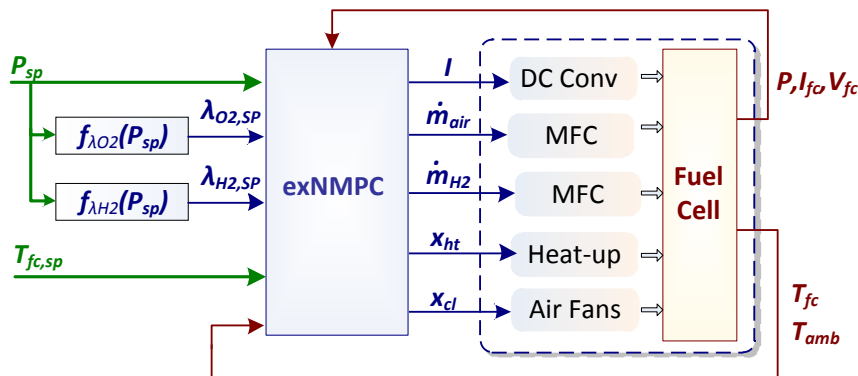 P_sp
f_λO2(P_sp)
λ_O2,SP
f_λH2(P_sp)
λ_H2,SP
T_fc,sp
exNMPC
I
ṁ_air
ṁ_H2
x_ht
x_cl
DC Conv
MFC
MFC
Heat-up
Air Fans
Fuel
Cell
P,I_fc,V_fc
T_fc
T_amb